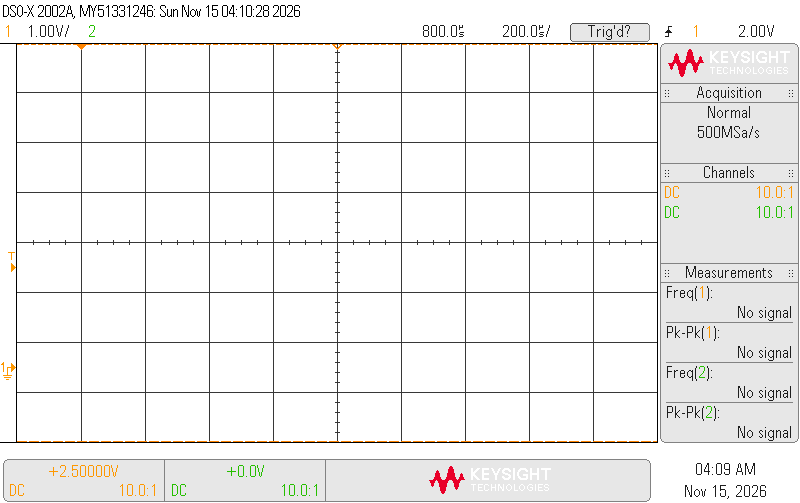 DSO-X 2002A, MY51331246: Sun Nov 15 04:10:28 2026
1 1.00V/ 2 800.0s 200.0s/ Trig'd? 1 2.00V
KEYSIGHT
TECHNOLOGIES
Acquisition
Normal
500MSa/s
Channels
DC 10.0:1
DC 10.0:1
T
Measurements
Freq(1):
No signal
Pk-Pk(1):
No signal
1
Freq(2):
No signal
Pk-Pk(2):
No signal
+2.50000V
DC 10.0:1
+0.0V
DC 10.0:1
KEYSIGHT
TECHNOLOGIES
04:09 AM
Nov 15, 2026